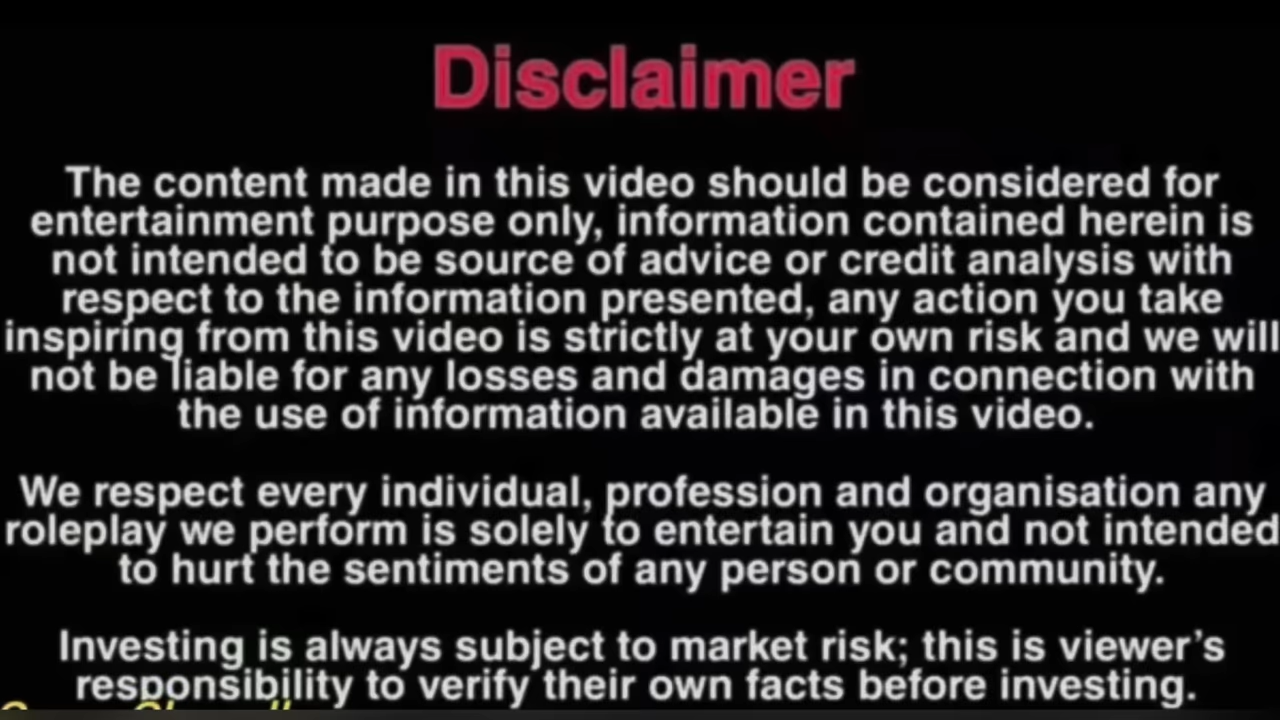 Disclaimer
The content made in this video should be considered for
entertainment purpose only, information contained herein is
not intended to be source of advice or credit analysis with
respect to the information presented, any action you take
inspiring from this video is strictly at your own risk and we will
not be liable for any losses and damages in connection with
the use of information available in this video.
We respect every individual, profession and organisation any
roleplay we perform is solely to entertain you and not intended
to hurt the sentiments of any person or community.
Investing is always subject to market risk; this is viewer’s
responsibility to verify their own facts before investing.